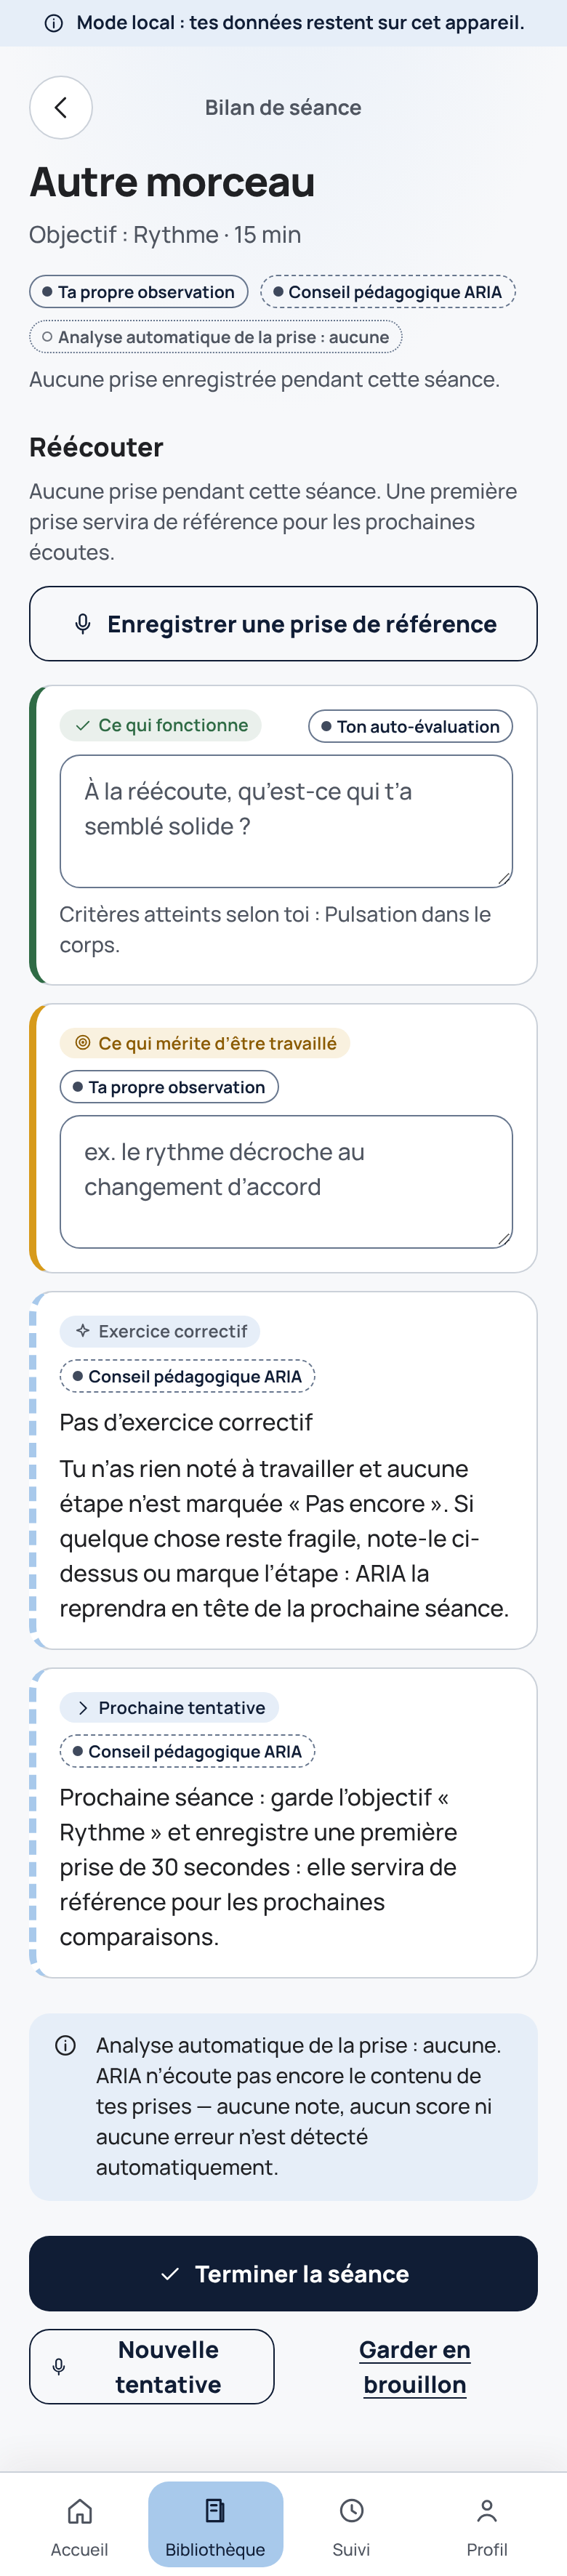 Mode local : tes données restent sur cet appareil.
Bilan de séance
Autre morceau
Objectif : Rythme · 15 min
Ta propre observation
Conseil pédagogique ARIA
Analyse automatique de la prise : aucune
Aucune prise enregistrée pendant cette séance.
Réécouter
Aucune prise pendant cette séance. Une première
prise servira de référence pour les prochaines
écoutes.
Enregistrer une prise de référence
Ce qui fonctionne
Ton auto-évaluation
À la réécoute, qu’est-ce qui t’a
semblé solide ?
Critères atteints selon toi : Pulsation dans le
corps.
Ce qui mérite d’être travaillé
Ta propre observation
ex. le rythme décroche au
changement d’accord
Exercice correctif
Conseil pédagogique ARIA
Pas d’exercice correctif
Tu n’as rien noté à travailler et aucune
étape n’est marquée « Pas encore ». Si
quelque chose reste fragile, note-le ci-
dessus ou marque l’étape : ARIA la
reprendra en tête de la prochaine séance.
Prochaine tentative
Conseil pédagogique ARIA
Prochaine séance : garde l’objectif «
Rythme » et enregistre une première
prise de 30 secondes : elle servira de
référence pour les prochaines
comparaisons.
Analyse automatique de la prise : aucune.
ARIA n’écoute pas encore le contenu de
tes prises — aucune note, aucun score ni
aucune erreur n’est détecté
automatiquement.
Terminer la séance
Nouvelle
tentative
Garder en
brouillon
Accueil
Bibliothèque
Suivi
Profil